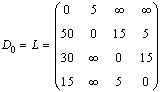 D₀ = L =
0 5 ∞ ∞
50 0 15 5
30 ∞ 0 15
15 ∞ 5 0